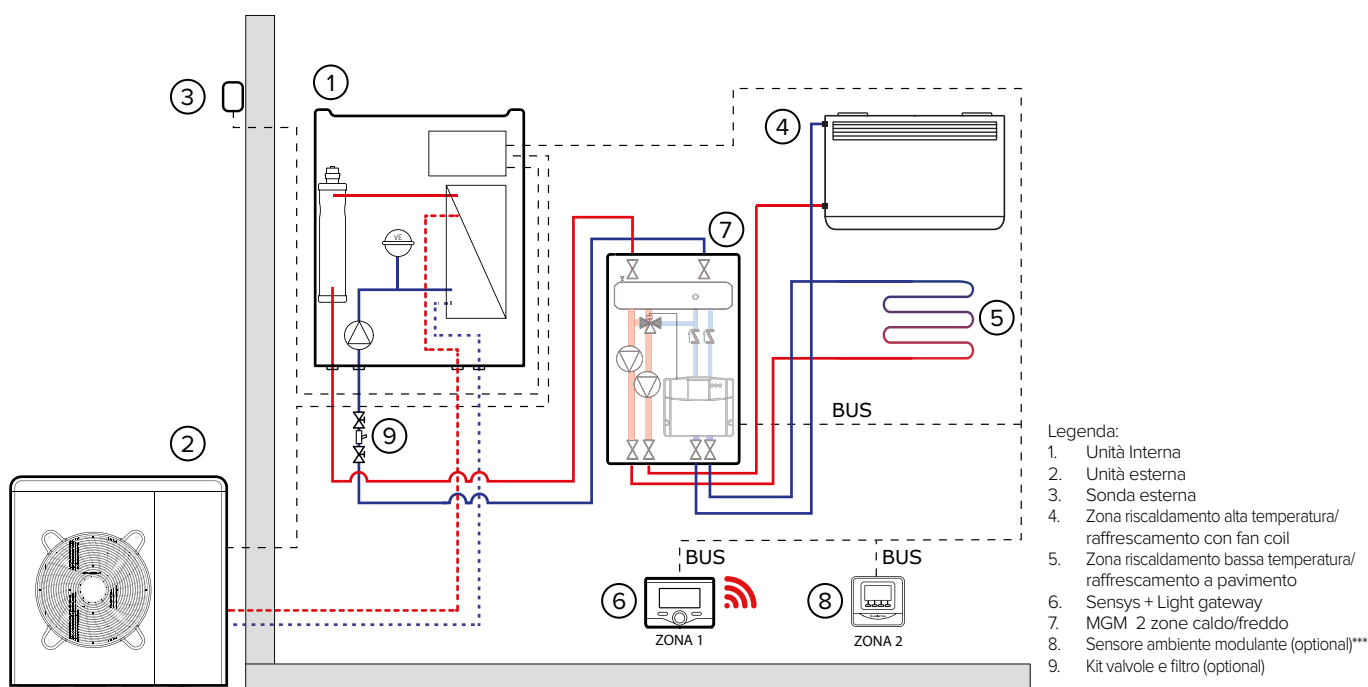 1
3
4
VE
7
5
BUS
2
9
BUS
BUS
6
8
ZONA 1
ZONA 2
Legenda:
1. Unità Interna
2. Unità esterna
3. Sonda esterna
4. Zona riscaldamento alta temperatura/
raffrescamento con fan coil
5. Zona riscaldamento bassa temperatura/
raffrescamento a pavimento
6. Sensys + Light gateway
7. MGM 2 zone caldo/freddo
8. Sensore ambiente modulante (optional)***
9. Kit valvole e filtro (optional)